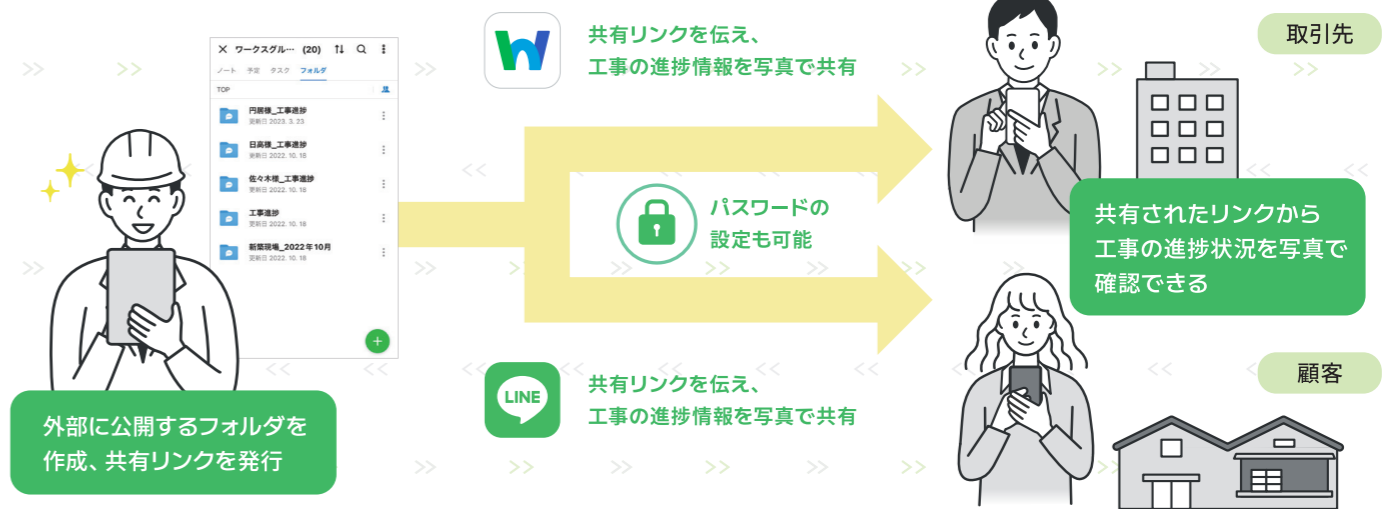 ワークスグル… (20)
ノート 予定 タスク フォルダ
TOP
円居様_工事進捗
更新日 2023. 3. 23
日高様_工事進捗
更新日 2022. 10. 18
佐々木様_工事進捗
更新日 2022. 10. 18
工事進捗
更新日 2022. 10. 18
新築現場_2022年10月
更新日 2022. 10. 18
外部に公開するフォルダを
作成、共有リンクを発行
共有リンクを伝え、
工事の進捗情報を写真で共有
パスワードの
設定も可能
LINE
共有リンクを伝え、
工事の進捗情報を写真で共有
取引先
共有されたリンクから
工事の進捗状況を写真で
確認できる
顧客